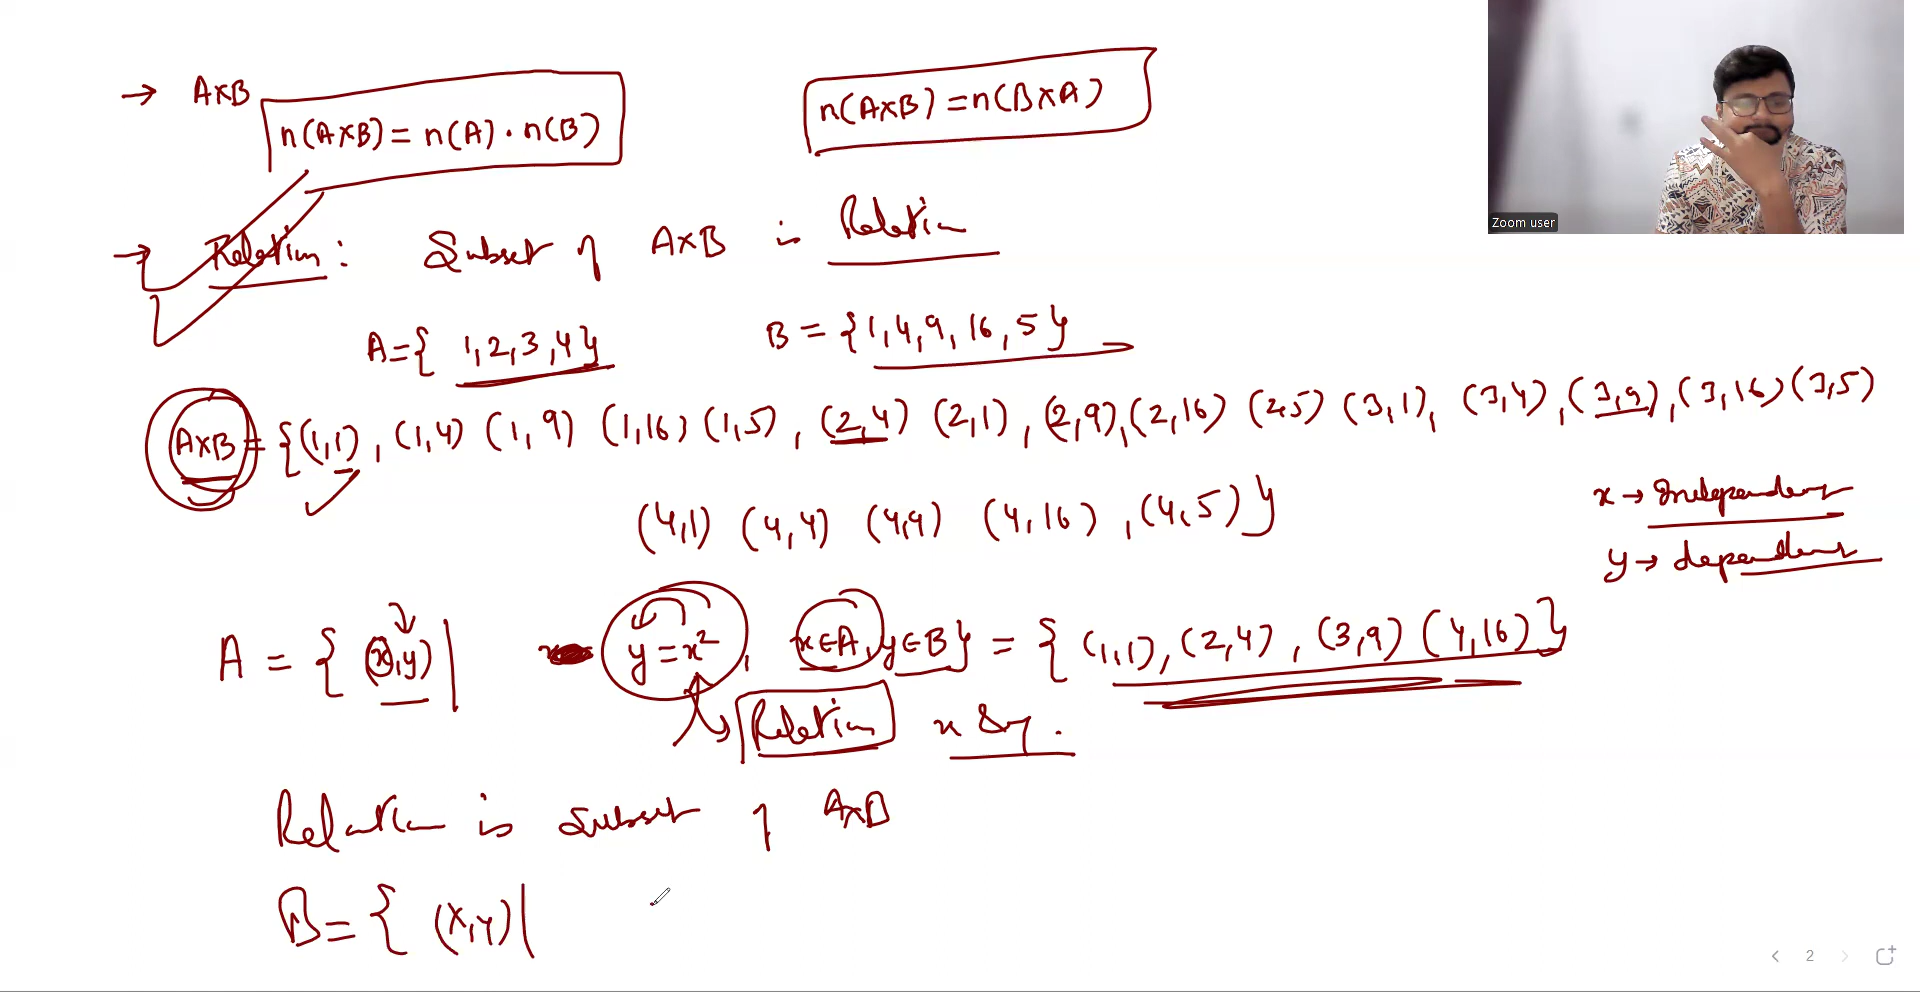 → A×B
n(A×B) = n(A) · n(B)
n(A×B) = n(B×A)
Zoom user
→ Relation : Subset of A×B is Relation
A = { 1, 2, 3, 4 }
B = { 1, 4, 9, 16, 5 }
A×B = { (1,1) , (1,4) (1,9) (1,16) (1,5) , (2,4) (2,1) , (2,9) , (2,16) (2,5) (3,1) , (3,4) , (3,9) , (3,16) (3,5)
(4,1) (4,4) (4,9) (4,16) , (4,5) }
x → Independent
y → dependent
A = { (x,y) | y = x² , x ∈ A , y ∈ B } = { (1,1) , (2,4) , (3,9) (4,16) }
Relation x & y .
Relation is subset of A×B
B = { (x,y) |
2